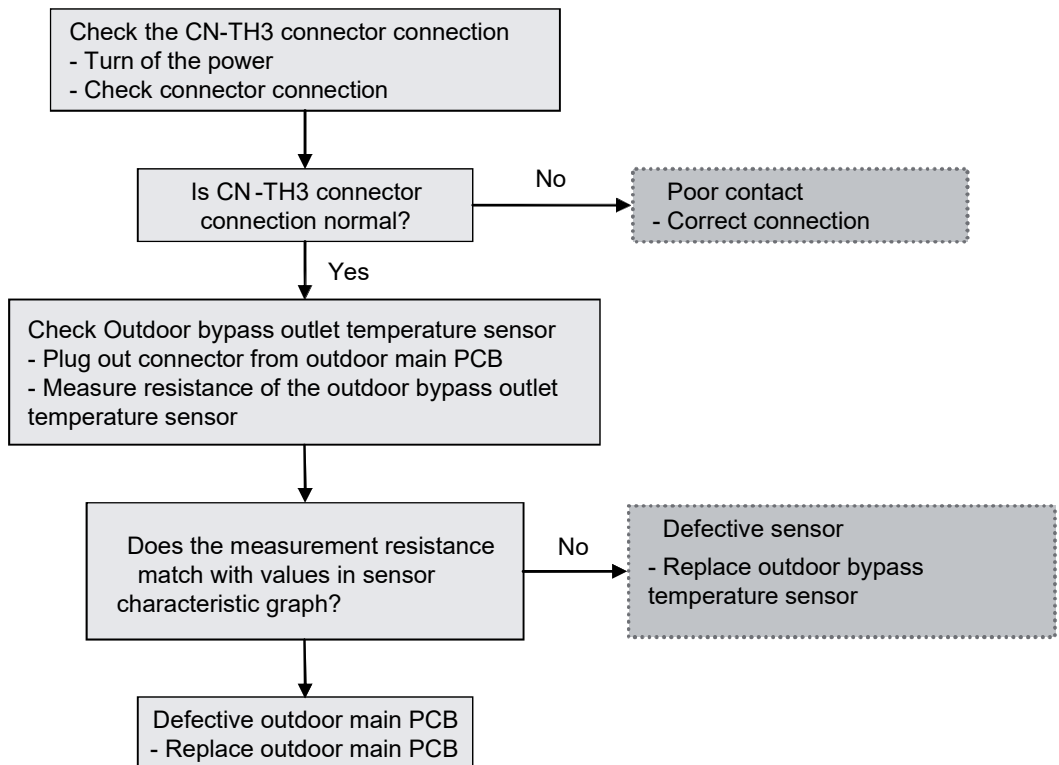 Check the CN-TH3 connector connection
- Turn of the power
- Check connector connection
Is CN -TH3 connector
connection normal?
No
Poor contact
- Correct connection
Yes
Check Outdoor bypass outlet temperature sensor
- Plug out connector from outdoor main PCB
- Measure resistance of the outdoor bypass outlet
temperature sensor
Does the measurement resistance
match with values in sensor
characteristic graph?
No
Defective sensor
- Replace outdoor bypass
temperature sensor
Defective outdoor main PCB
- Replace outdoor main PCB